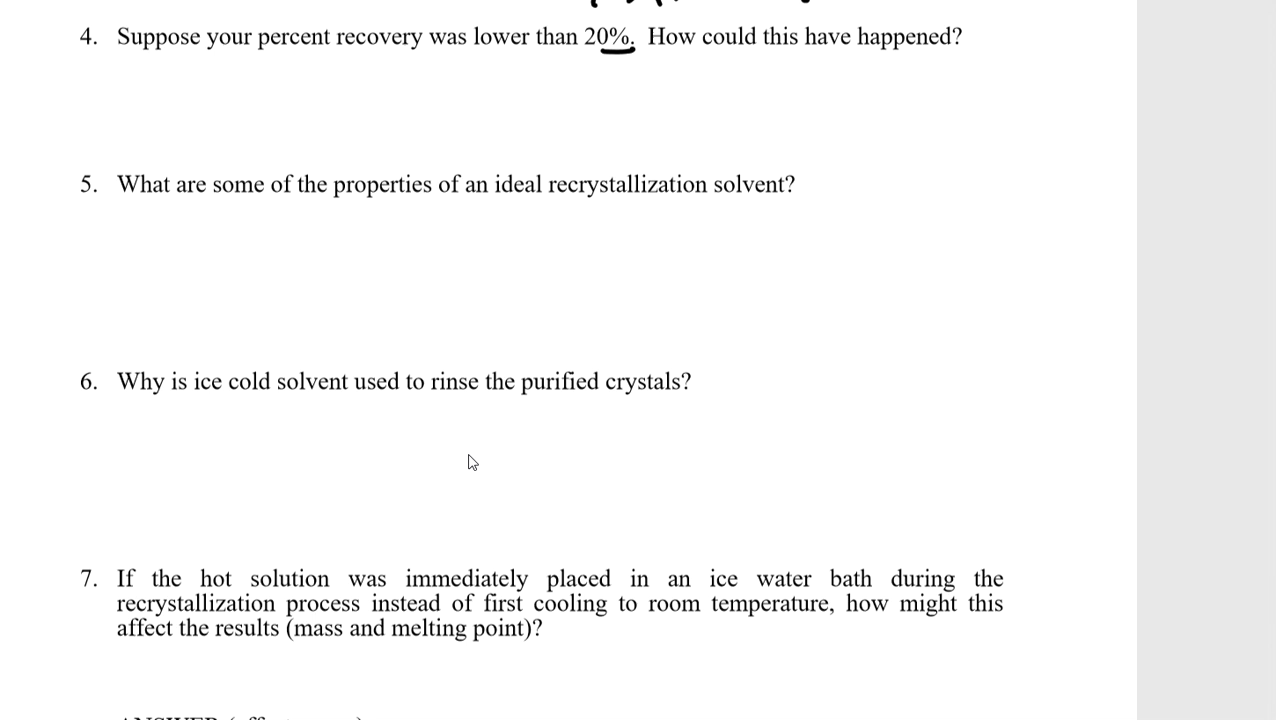 4. Suppose your percent recovery was lower than 20%. How could this have happened?
5. What are some of the properties of an ideal recrystallization solvent?
6. Why is ice cold solvent used to rinse the purified crystals?
7. If the hot solution was immediately placed in an ice water bath during the
recrystallization process instead of first cooling to room temperature, how might this
affect the results (mass and melting point)?